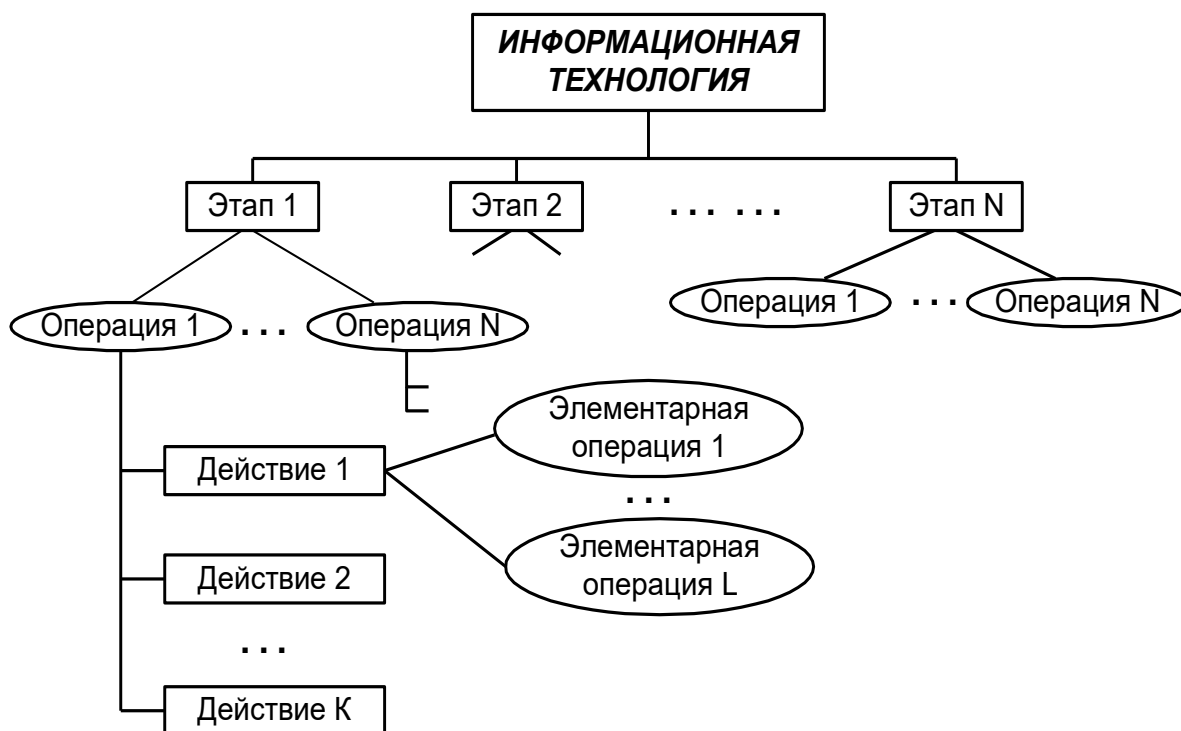 ИНФОРМАЦИОННАЯ
ТЕХНОЛОГИЯ
Этап 1
Этап 2
... ...
Этап N
Операция 1
...
Операция N
Операция 1
...
Операция N
Элементарная
операция 1
Действие 1
...
Элементарная
операция L
Действие 2
...
Действие К